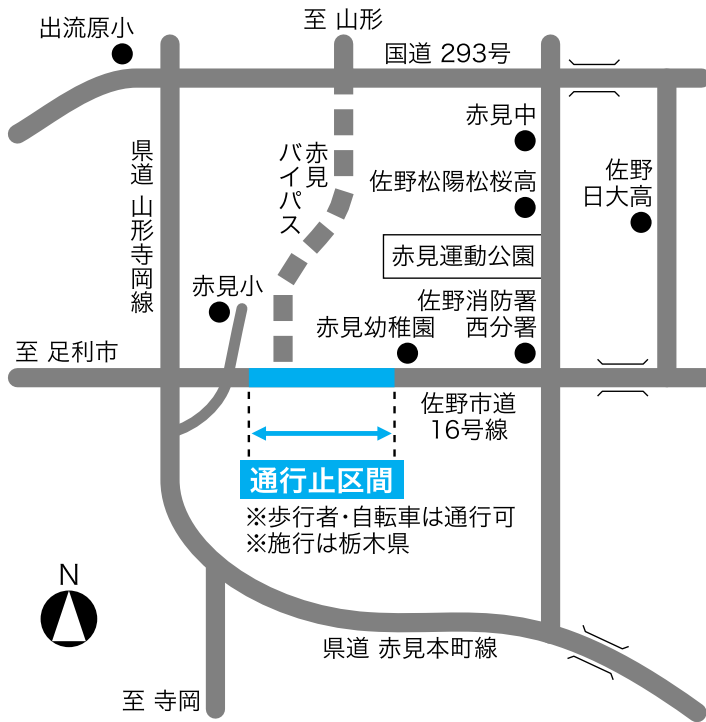 至 山形
出流原小
国道 293号
赤見中
県道 山形寺岡線
赤見
バイパス
佐野松陽松桜高
佐野
日大高
赤見運動公園
赤見小
佐野消防署
西分署
赤見幼稚園
至 足利市
佐野市道
16号線
通行止区間
※歩行者・自転車は通行可
※施行は栃木県
N
県道 赤見本町線
至 寺岡